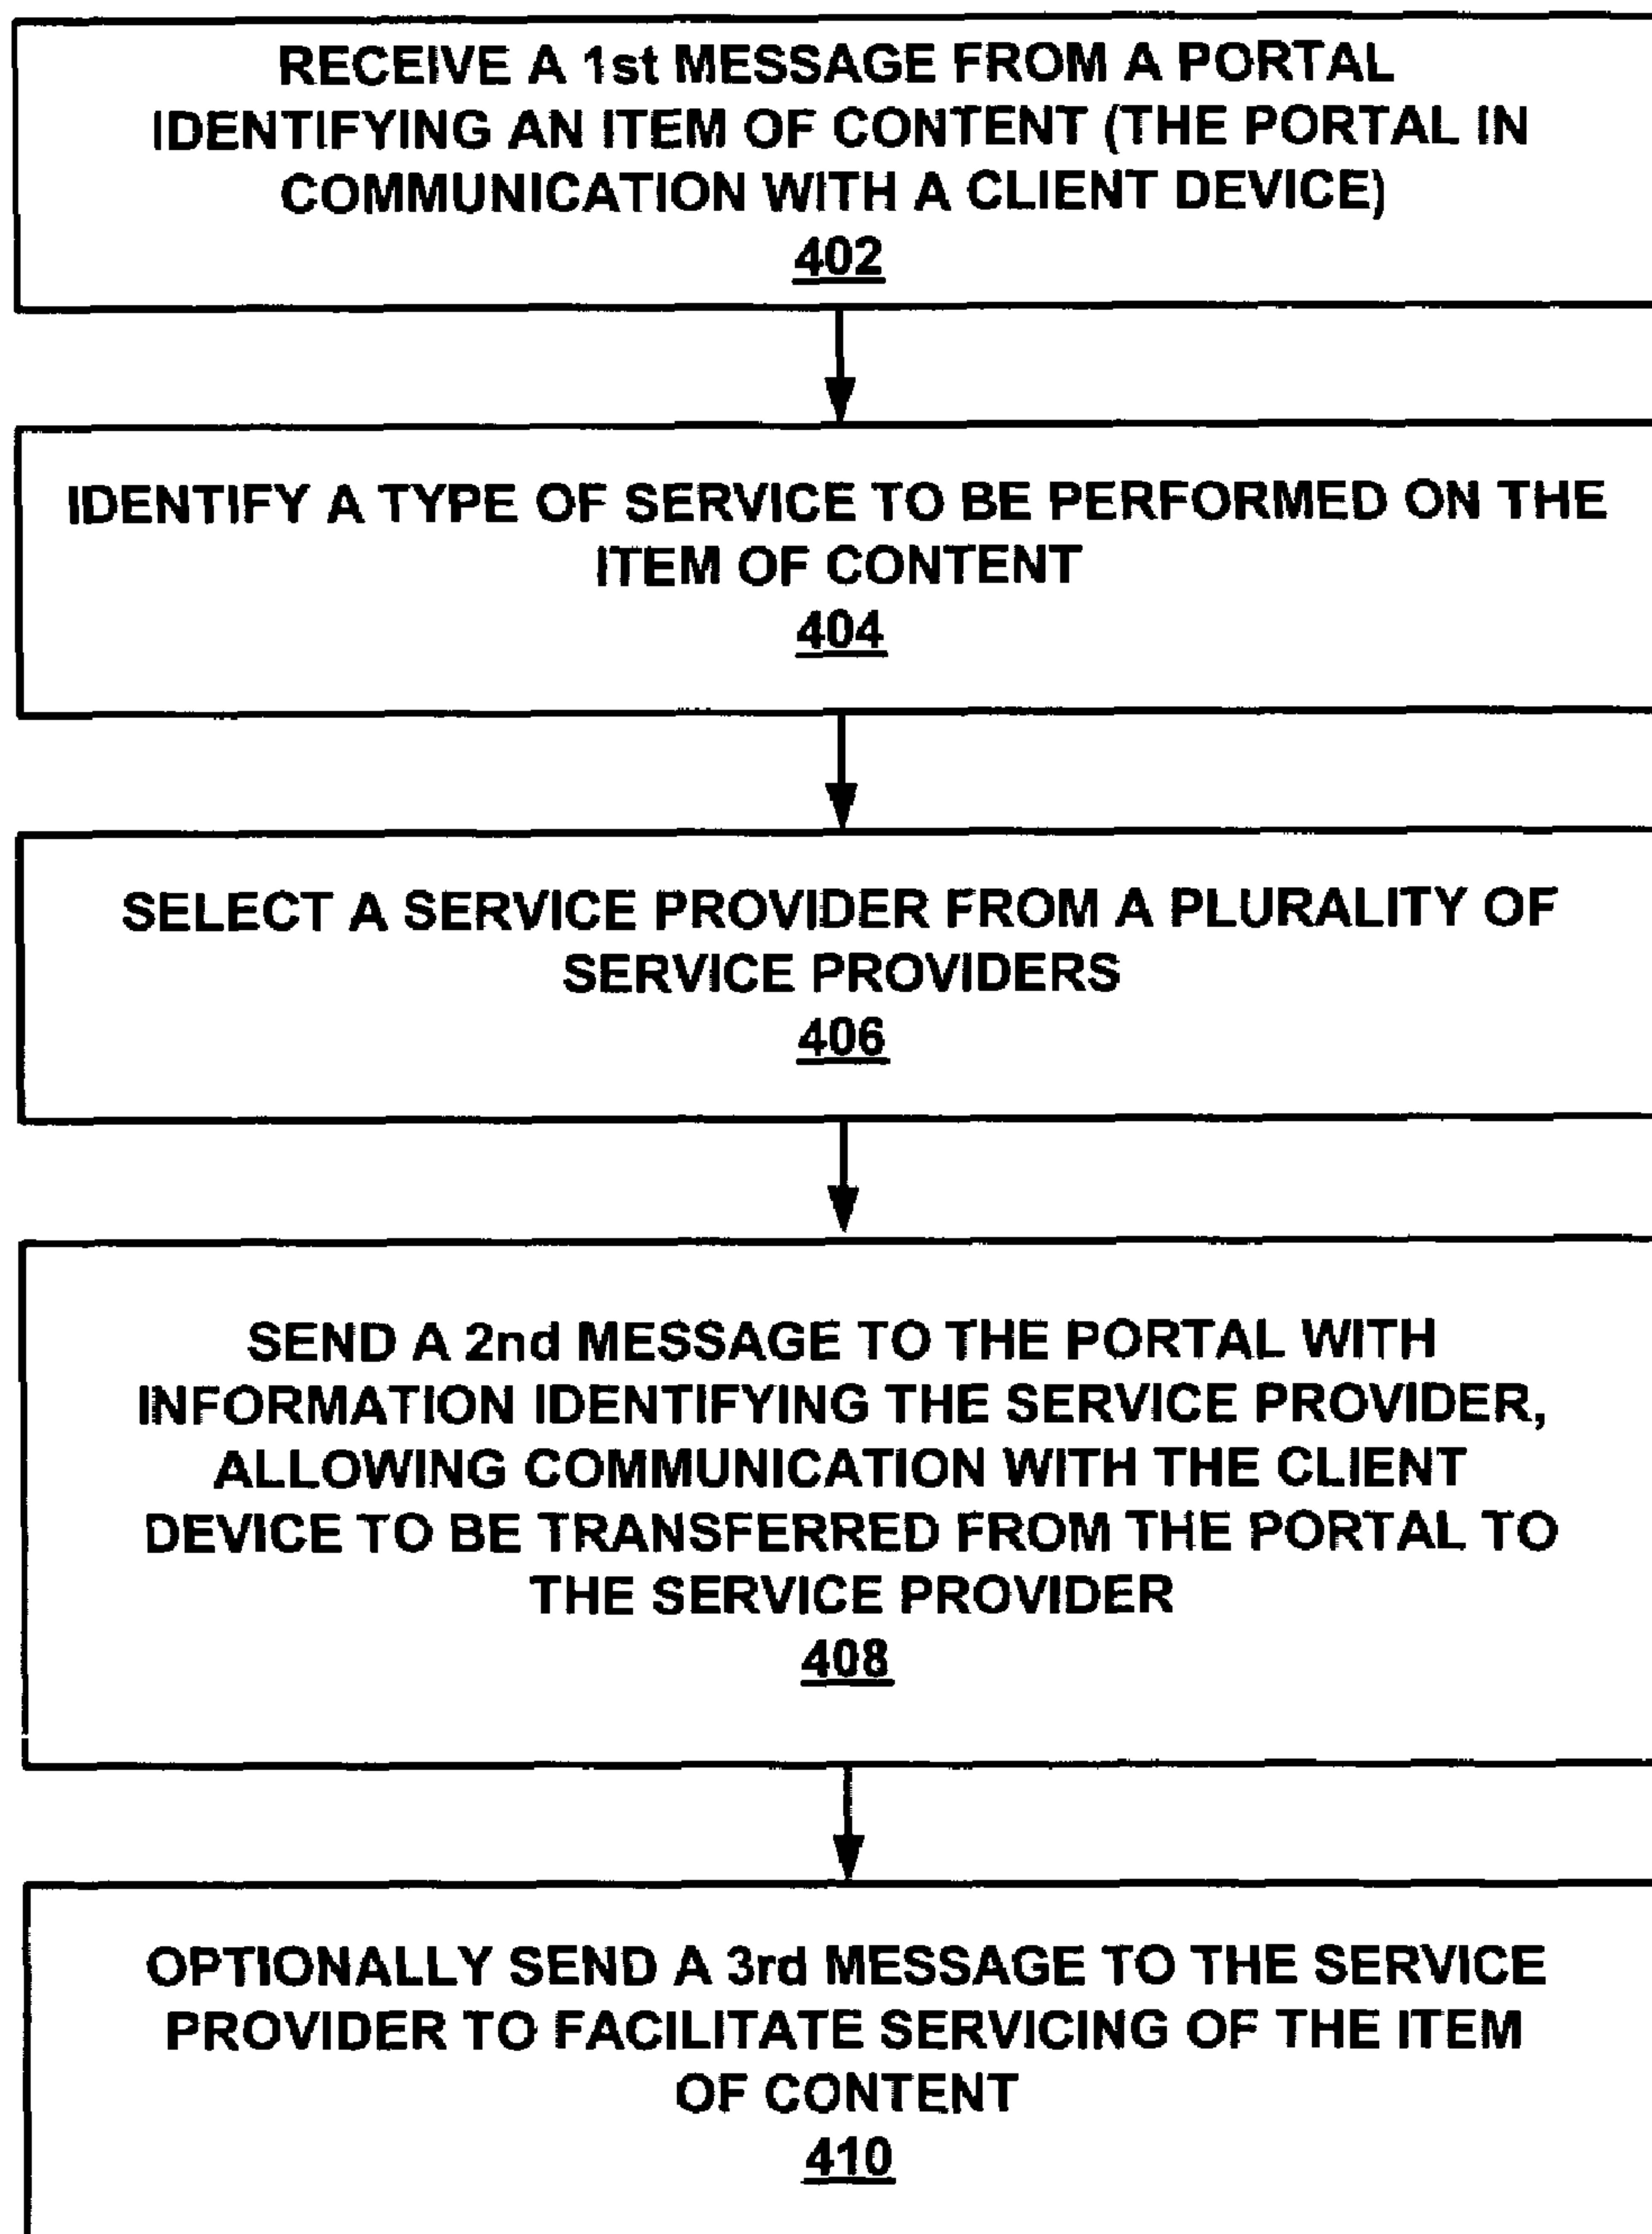 RECEIVE A 1st MESSAGE FROM A PORTAL
IDENTIFYING AN ITEM OF CONTENT (THE PORTAL IN
COMMUNICATION WITH A CLIENT DEVICE)
402
IDENTIFY A TYPE OF SERVICE TO BE PERFORMED ON THE
ITEM OF CONTENT
404
SELECT A SERVICE PROVIDER FROM A PLURALITY OF
SERVICE PROVIDERS
406
SEND A 2nd MESSAGE TO THE PORTAL WITH
INFORMATION IDENTIFYING THE SERVICE PROVIDER,
ALLOWING COMMUNICATION WITH THE CLIENT
DEVICE TO BE TRANSFERRED FROM THE PORTAL TO
THE SERVICE PROVIDER
408
OPTIONALLY SEND A 3rd MESSAGE TO THE SERVICE
PROVIDER TO FACILITATE SERVICING OF THE ITEM
OF CONTENT
410